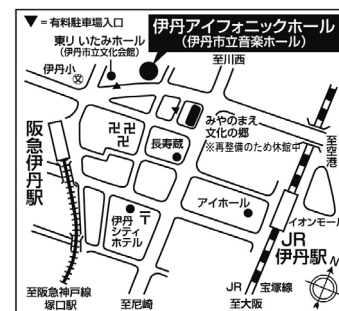 ▼=有料駐車場入口
伊丹アイフォニックホール
(伊丹市立音楽ホール)
東リ いたみホール
(伊丹市立文化会館)
伊丹小
至川西
みやのまえ
文化の郷
※再整備のため休館中
至空港
阪急伊丹駅
卍卍
卍
長寿蔵
アイホール
イオンモール
伊丹
シティ
ホテル
〒
JR
伊丹駅
至阪急神戸線
塚口駅
至尼崎
JR 宝塚線
至大阪
N